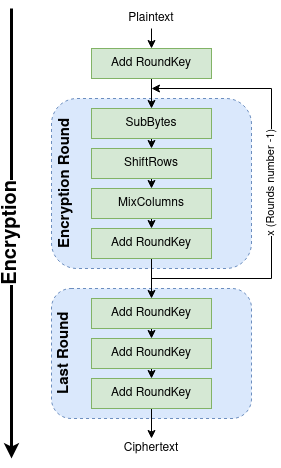 Plaintext
Add RoundKey
Encryption Round
SubBytes
ShiftRows
MixColumns
Add RoundKey
x (Rounds number -1)
Encryption
Last Round
Add RoundKey
Add RoundKey
Add RoundKey
Ciphertext